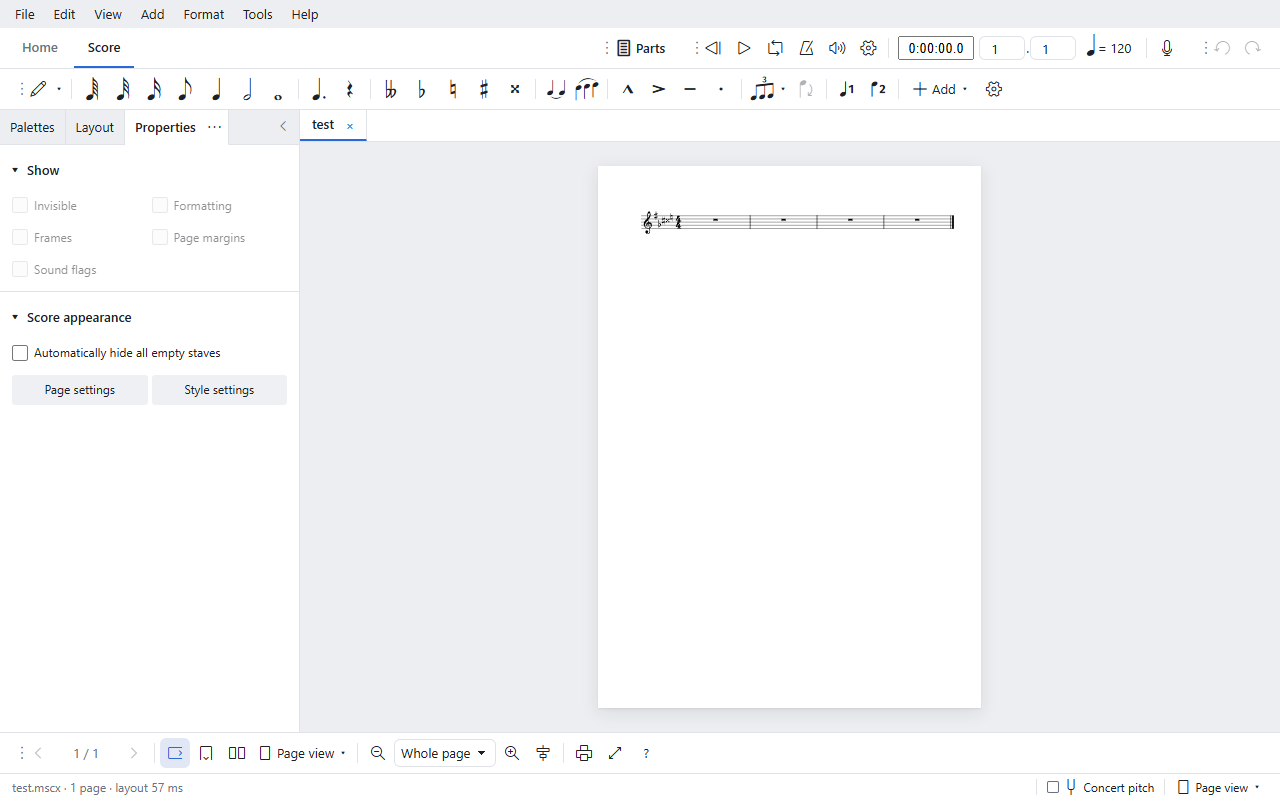 File Edit View Add Format Tools Help
Home Score Parts 0:00:00.0 1 . 1 = 120
3 1 2 Add
Palettes Layout Properties ··· test ×
Show
Invisible Formatting
Frames Page margins
Sound flags
Score appearance
Automatically hide all empty staves
Page settings Style settings
1 / 1 Page view Whole page ?
test.mscx · 1 page · layout 57 ms Concert pitch Page view